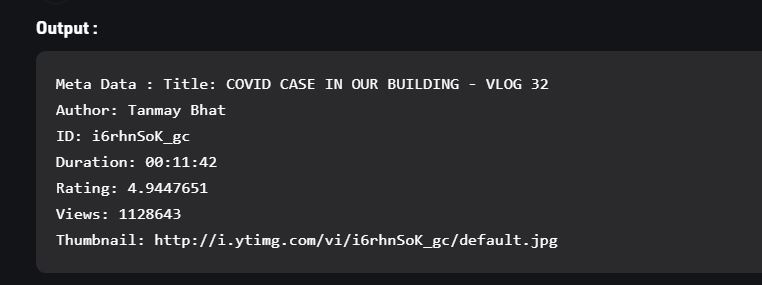 Output :
Meta Data : Title: COVID CASE IN OUR BUILDING - VLOG 32
Author: Tanmay Bhat
ID: i6rhnSoK_gc
Duration: 00:11:42
Rating: 4.9447651
Views: 1128643
Thumbnail: http://i.ytimg.com/vi/i6rhnSoK_gc/default.jpg